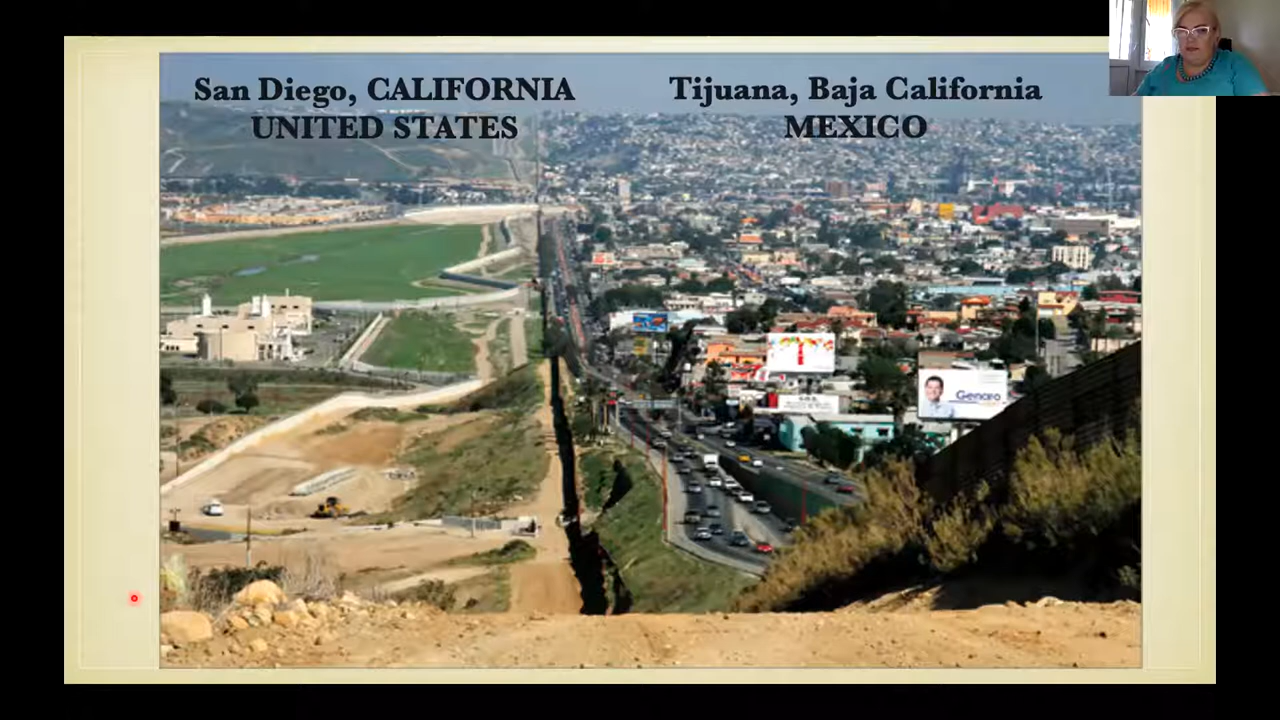 San Diego, CALIFORNIA
UNITED STATES
Tijuana, Baja California
MEXICO
Genaro